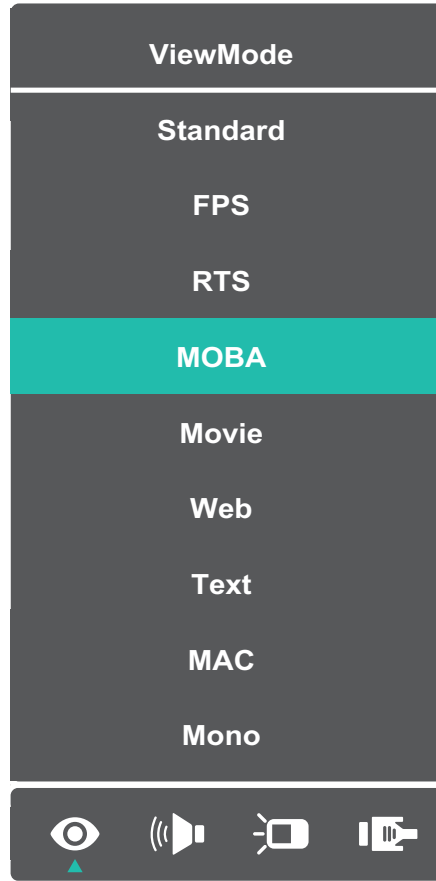 ViewMode
Standard
FPS
RTS
MOBA
Movie
Web
Text
MAC
Mono